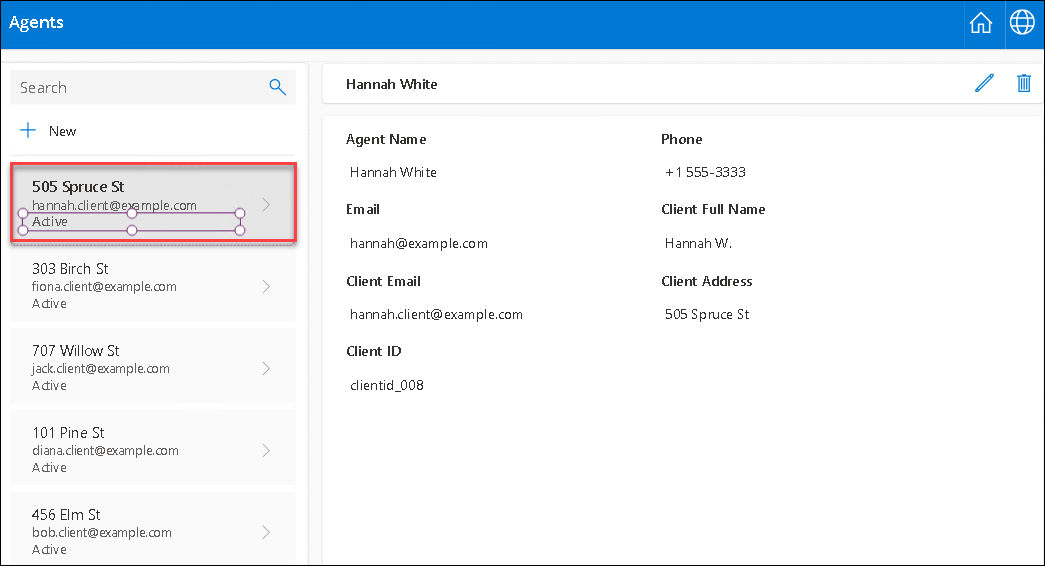 Agents
Search
New
505 Spruce St
hannah.client@example.com
Active
303 Birch St
fiona.client@example.com
Active
707 Willow St
jack.client@example.com
Active
101 Pine St
diana.client@example.com
Active
456 Elm St
bob.client@example.com
Active
Hannah White
Agent Name
Hannah White
Phone
+1 555-3333
Email
hannah@example.com
Client Full Name
Hannah W.
Client Email
hannah.client@example.com
Client Address
505 Spruce St
Client ID
clientid_008